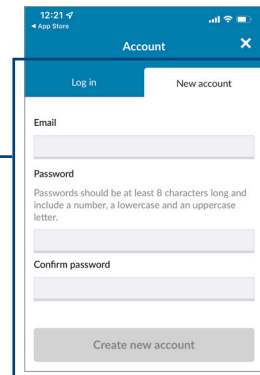 12:21
App Store
Account
Log in
New account
Email
Password
Passwords should be at least 8 characters long and
include a number, a lowercase and an uppercase
letter.
Confirm password
Create new account